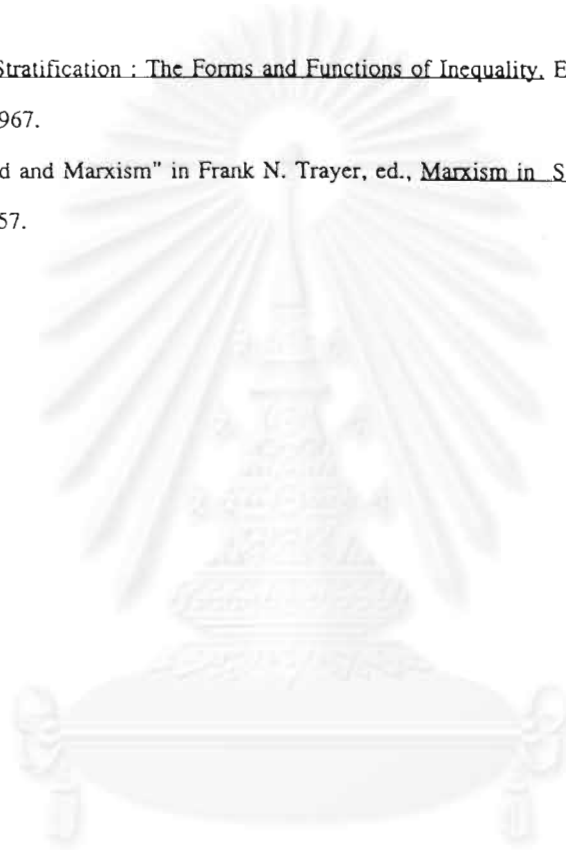 Stratification : The Forms and Functions of Inequality, E
967.
d and Marxism" in Frank N. Trayer, ed., Marxism in S
57.